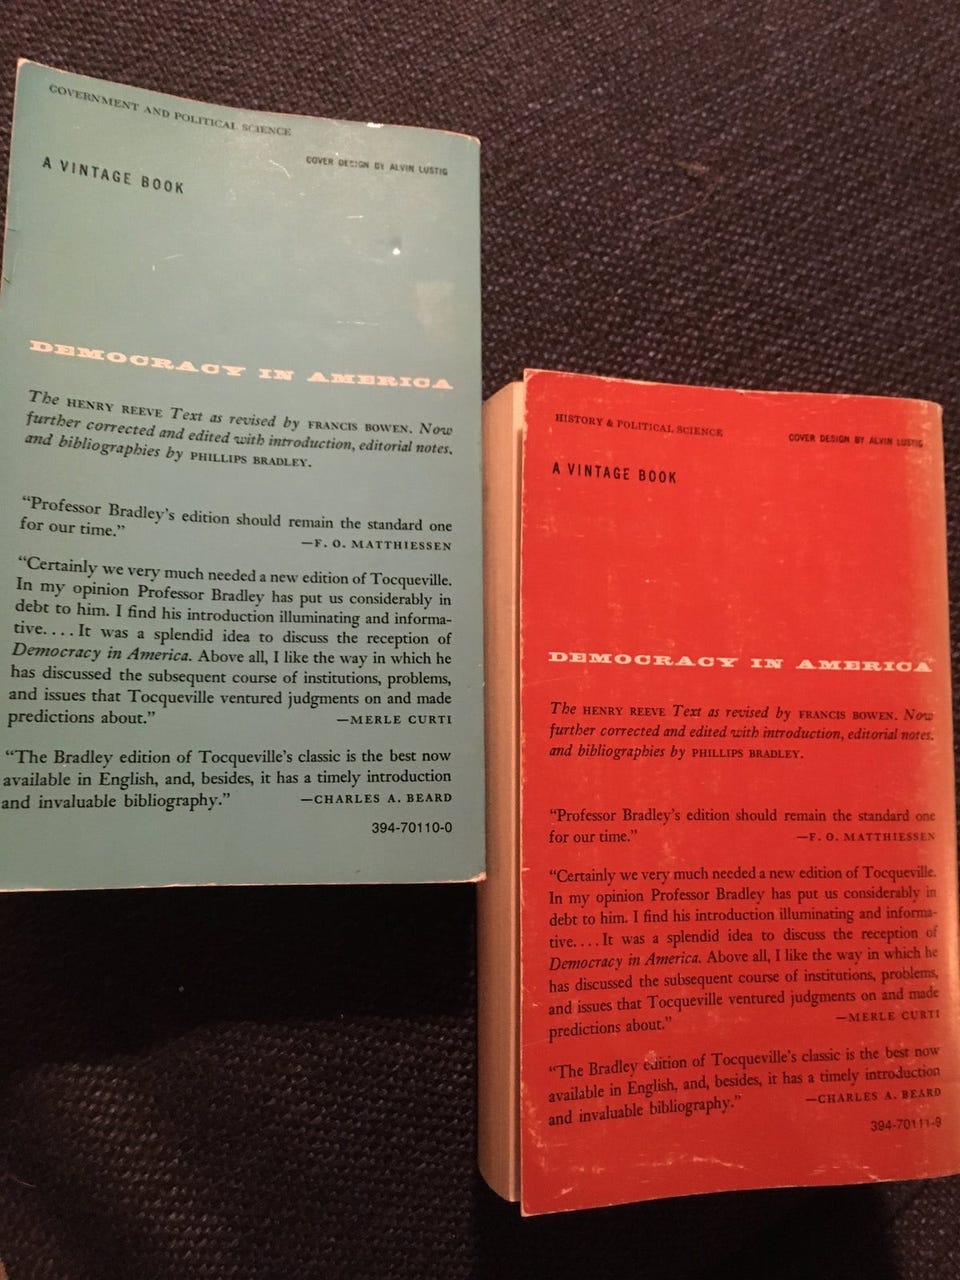 GOVERNMENT AND POLITICAL SCIENCE
COVER DESIGN BY ALVIN LUSTIG
A VINTAGE BOOK
DEMOCRACY IN AMERICA
The HENRY REEVE Text as revised by FRANCIS BOWEN. Now
further corrected and edited with introduction, editorial notes,
and bibliographies by PHILLIPS BRADLEY.
"Professor Bradley's edition should remain the standard one
for our time."
—F. O. MATTHIESSEN
"Certainly we very much needed a new edition of Tocqueville.
In my opinion Professor Bradley has put us considerably in
debt to him. I find his introduction illuminating and informa-
tive.... It was a splendid idea to discuss the reception of
Democracy in America. Above all, I like the way in which he
has discussed the subsequent course of institutions, problems,
and issues that Tocqueville ventured judgments on and made
predictions about." —MERLE CURTI
"The Bradley edition of Tocqueville's classic is the best now
available in English, and, besides, it has a timely introduction
and invaluable bibliography." —CHARLES A. BEARD
394-70110-0
HISTORY & POLITICAL SCIENCE
COVER DESIGN BY ALVIN LUSTIG
A VINTAGE BOOK
DEMOCRACY IN AMERICA
The HENRY REEVE Text as revised by FRANCIS BOWEN. Now
further corrected and edited with introduction, editorial notes,
and bibliographies by PHILLIPS BRADLEY.
"Professor Bradley's edition should remain the standard one
for our time." —F. O. MATTHIESSEN
"Certainly we very much needed a new edition of Tocqueville.
In my opinion Professor Bradley has put us considerably in
debt to him. I find his introduction illuminating and informa-
tive.... It was a splendid idea to discuss the reception of
Democracy in America. Above all, I like the way in which he
has discussed the subsequent course of institutions, problems,
and issues that Tocqueville ventured judgments on and made
predictions about." —MERLE CURTI
"The Bradley edition of Tocqueville's classic is the best now
available in English, and, besides, it has a timely introduction
and invaluable bibliography." —CHARLES A. BEARD
394-70111-9